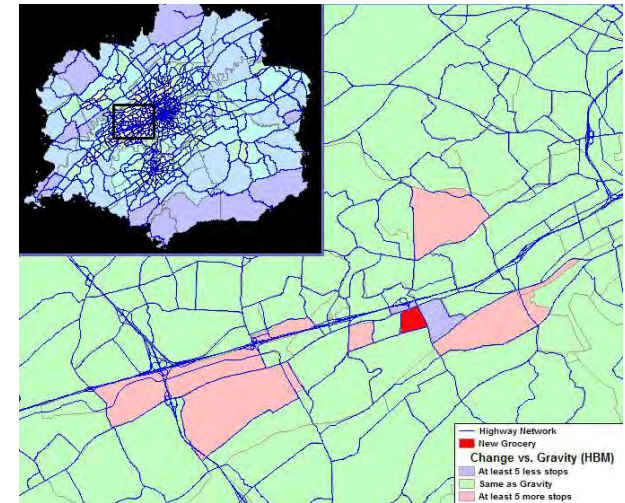 Highway Network
New Grocery
Change vs. Gravity (HBM)
At least 5 less stops
Same as Gravity
At least 5 more stops